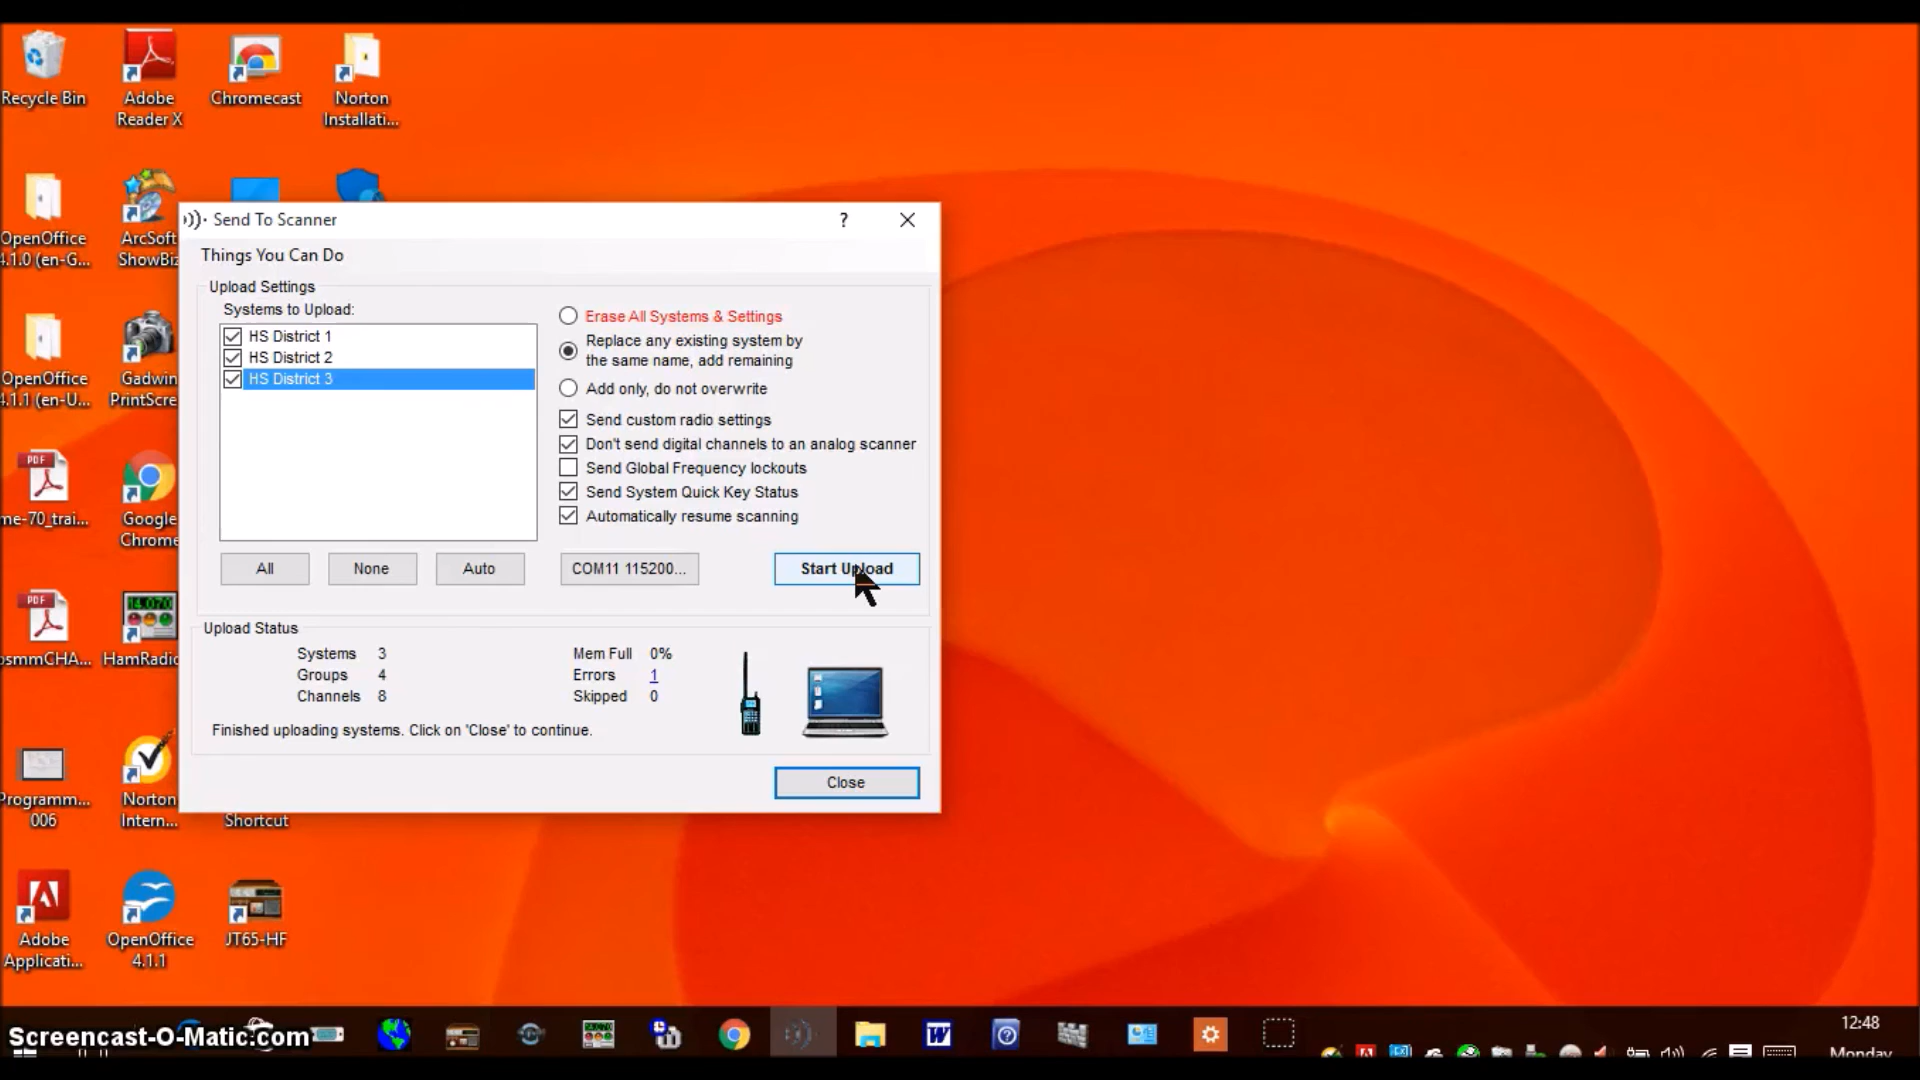 Recycle Bin
Adobe
Reader X
Chromecast
Norton
Installati...
OpenOffice
4.1.0 (en-G...
ArcSoft
ShowBiz
OpenOffice
4.1.1 (en-U...
Gadwin
PrintScre
PDF
me-70_trai...
Google
Chrome
PDF
osmmCHA...
14.070
HamRadio
Programm...
006
Norton
Intern...
Shortcut
Adobe
Applicati...
OpenOffice
4.1.1
JT65-HF
Send To Scanner
?
Things You Can Do
Upload Settings
Systems to Upload:
HS District 1
HS District 2
HS District 3
Erase All Systems & Settings
Replace any existing system by
the same name, add remaining
Add only, do not overwrite
Send custom radio settings
Don't send digital channels to an analog scanner
Send Global Frequency lockouts
Send System Quick Key Status
Automatically resume scanning
All
None
Auto
COM11 115200...
Start Upload
Upload Status
Systems 3
Groups 4
Channels 8
Mem Full 0%
Errors 1
Skipped 0
Finished uploading systems. Click on 'Close' to continue.
Close
Screencast-O-Matic.com
W
?
12:48
Monday